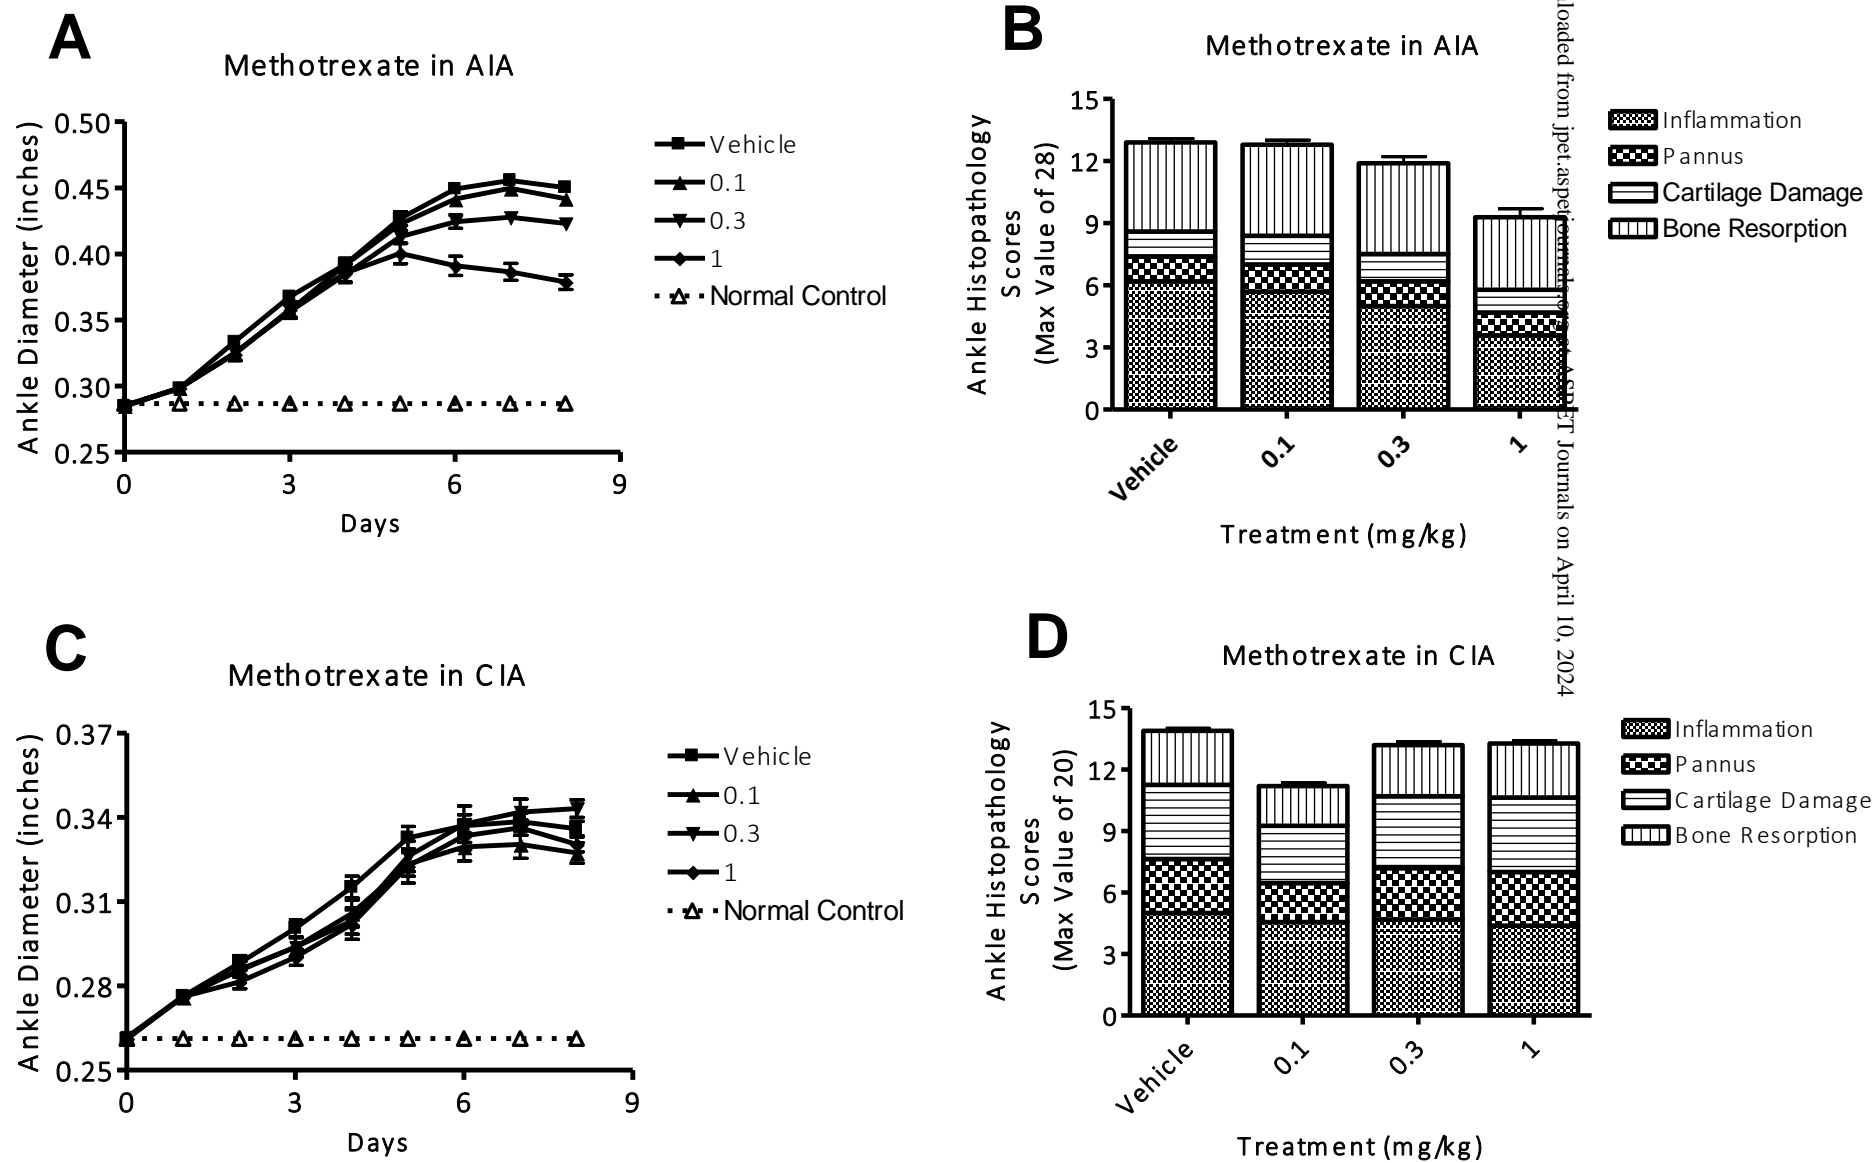 A
Methotrexate in AIA
Ankle Diameter (inches)
0.50
0.45
0.40
0.35
0.30
0.25
0
3
6
9
Days
Vehicle
0.1
0.3
1
Normal Control
B
Methotrexate in AIA
Ankle Histopathology
Scores
(Max Value of 28)
15
12
9
6
3
0
Vehicle
0.1
0.3
1
Treatment (mg/kg)
Inflammation
Pannus
Cartilage Damage
Bone Resorption
loaded from jpet.aspetjournals.org at ASPET Journals on April 10, 2024
C
Methotrexate in CIA
Ankle Diameter (inches)
0.37
0.34
0.31
0.28
0.25
0
3
6
9
Days
Vehicle
0.1
0.3
1
Normal Control
D
Methotrexate in CIA
Ankle Histopathology
Scores
(Max Value of 20)
15
12
9
6
3
0
Vehicle
0.1
0.3
1
Treatment (mg/kg)
Inflammation
Pannus
Cartilage Damage
Bone Resorption